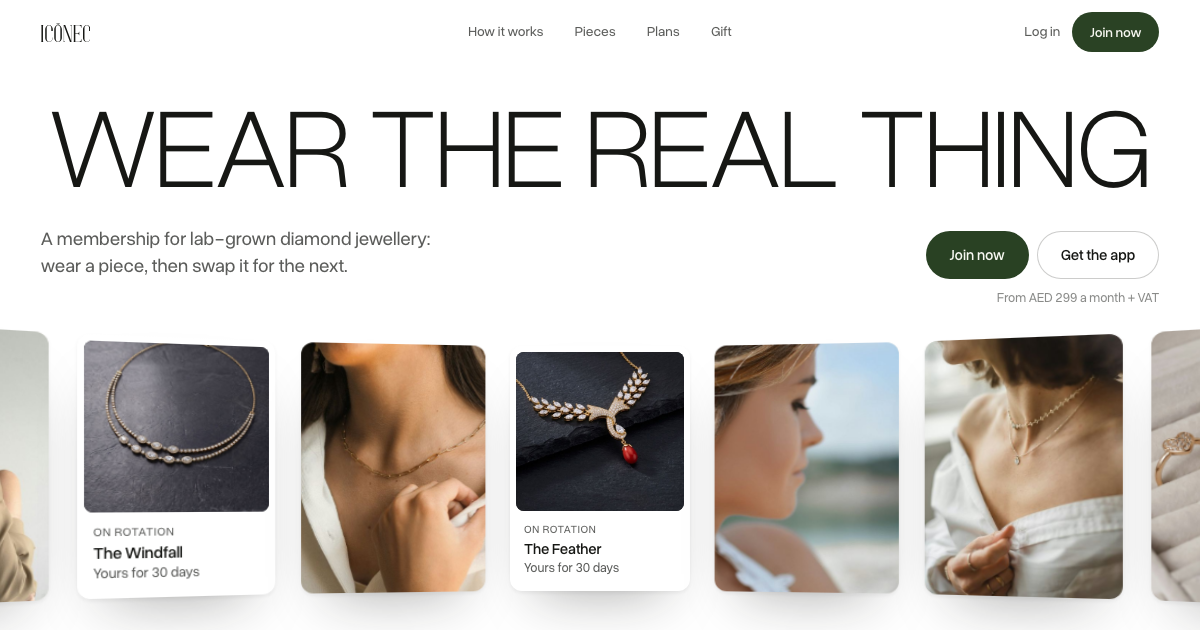 ICÔNEC
How it works Pieces Plans Gift
Log in Join now
WEAR THE REAL THING
A membership for lab-grown diamond jewellery:
wear a piece, then swap it for the next.
Join now Get the app
From AED 299 a month + VAT
ON ROTATION
The Windfall
Yours for 30 days
ON ROTATION
The Feather
Yours for 30 days